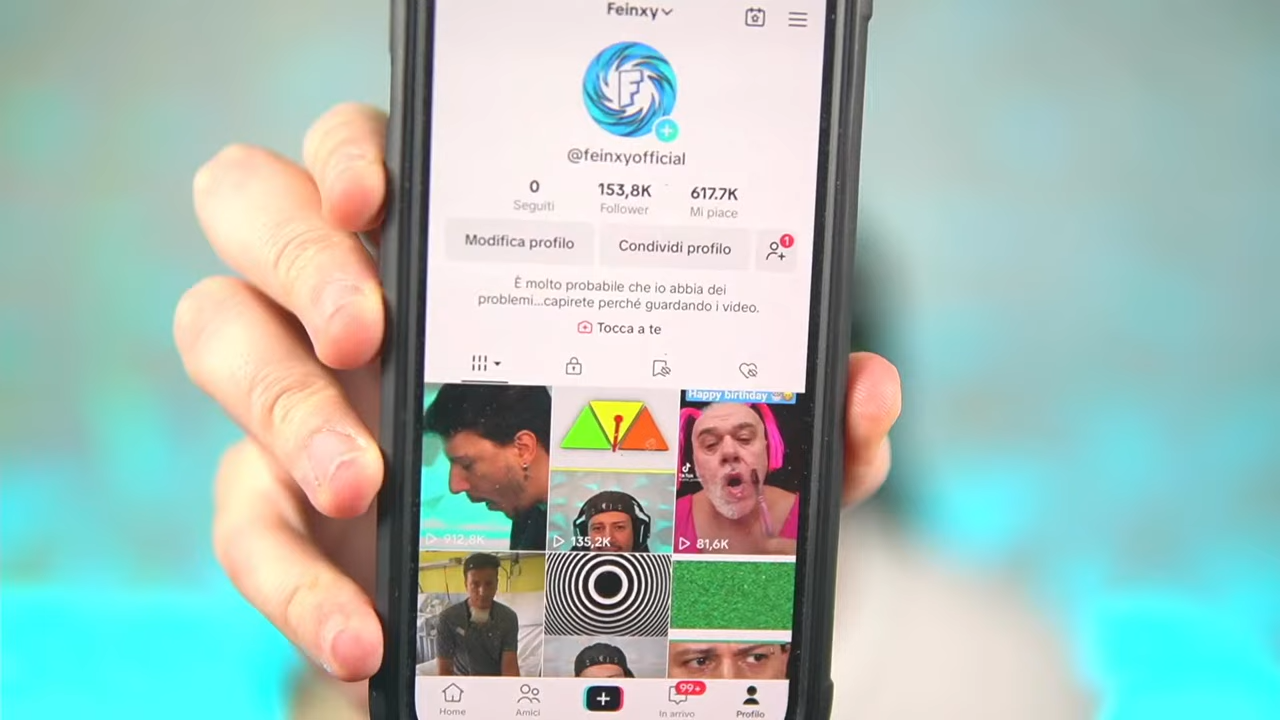 Feinxy
F
@feinxyofficial
0 153,8K 617.7K
Seguiti Follower Mi piace
Modifica profilo Condividi profilo 1
È molto probabile che io abbia dei
problemi...capirete perché guardando i video.
Tocca a te
Happy birthday
912,8K 135,2K 81,6K
99+
Home Amici In arrivo Profilo